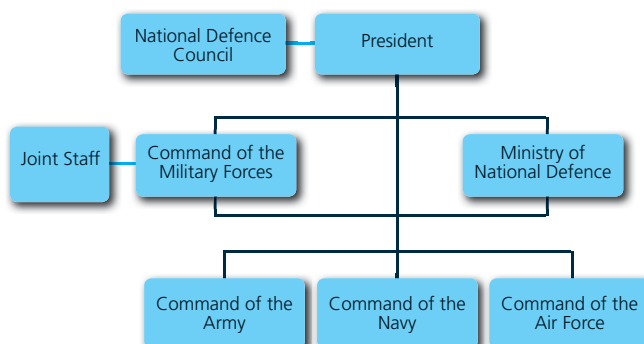 National Defence
Council
President
Joint Staff
Command of the
Military Forces
Ministry of
National Defence
Command of the
Army
Command of the
Navy
Command of the
Air Force